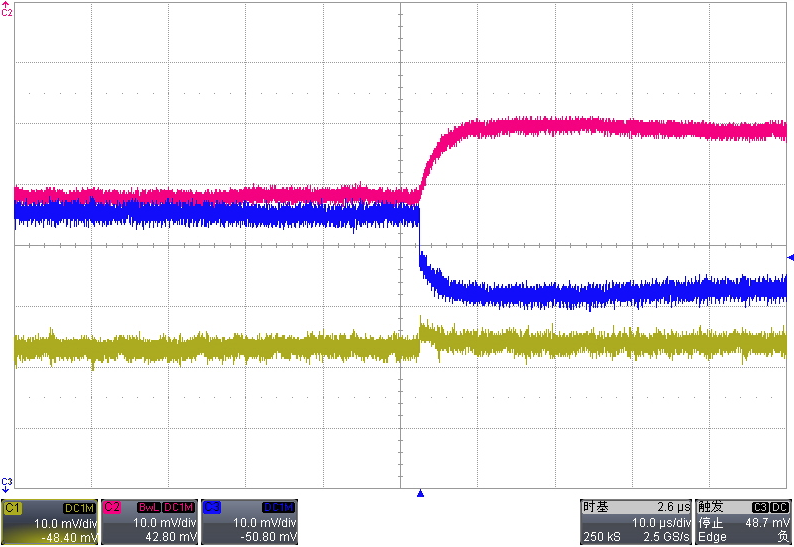 C2
C3
C1 DC1M
10.0 mV/div
-48.40 mV
C2 BwL DC1M
10.0 mV/div
42.80 mV
C3 DC1M
10.0 mV/div
-50.80 mV
时基 2.6 µs
10.0 µs/div
250 kS 2.5 GS/s
触发 C3 DC
停止 48.7 mV
Edge 负